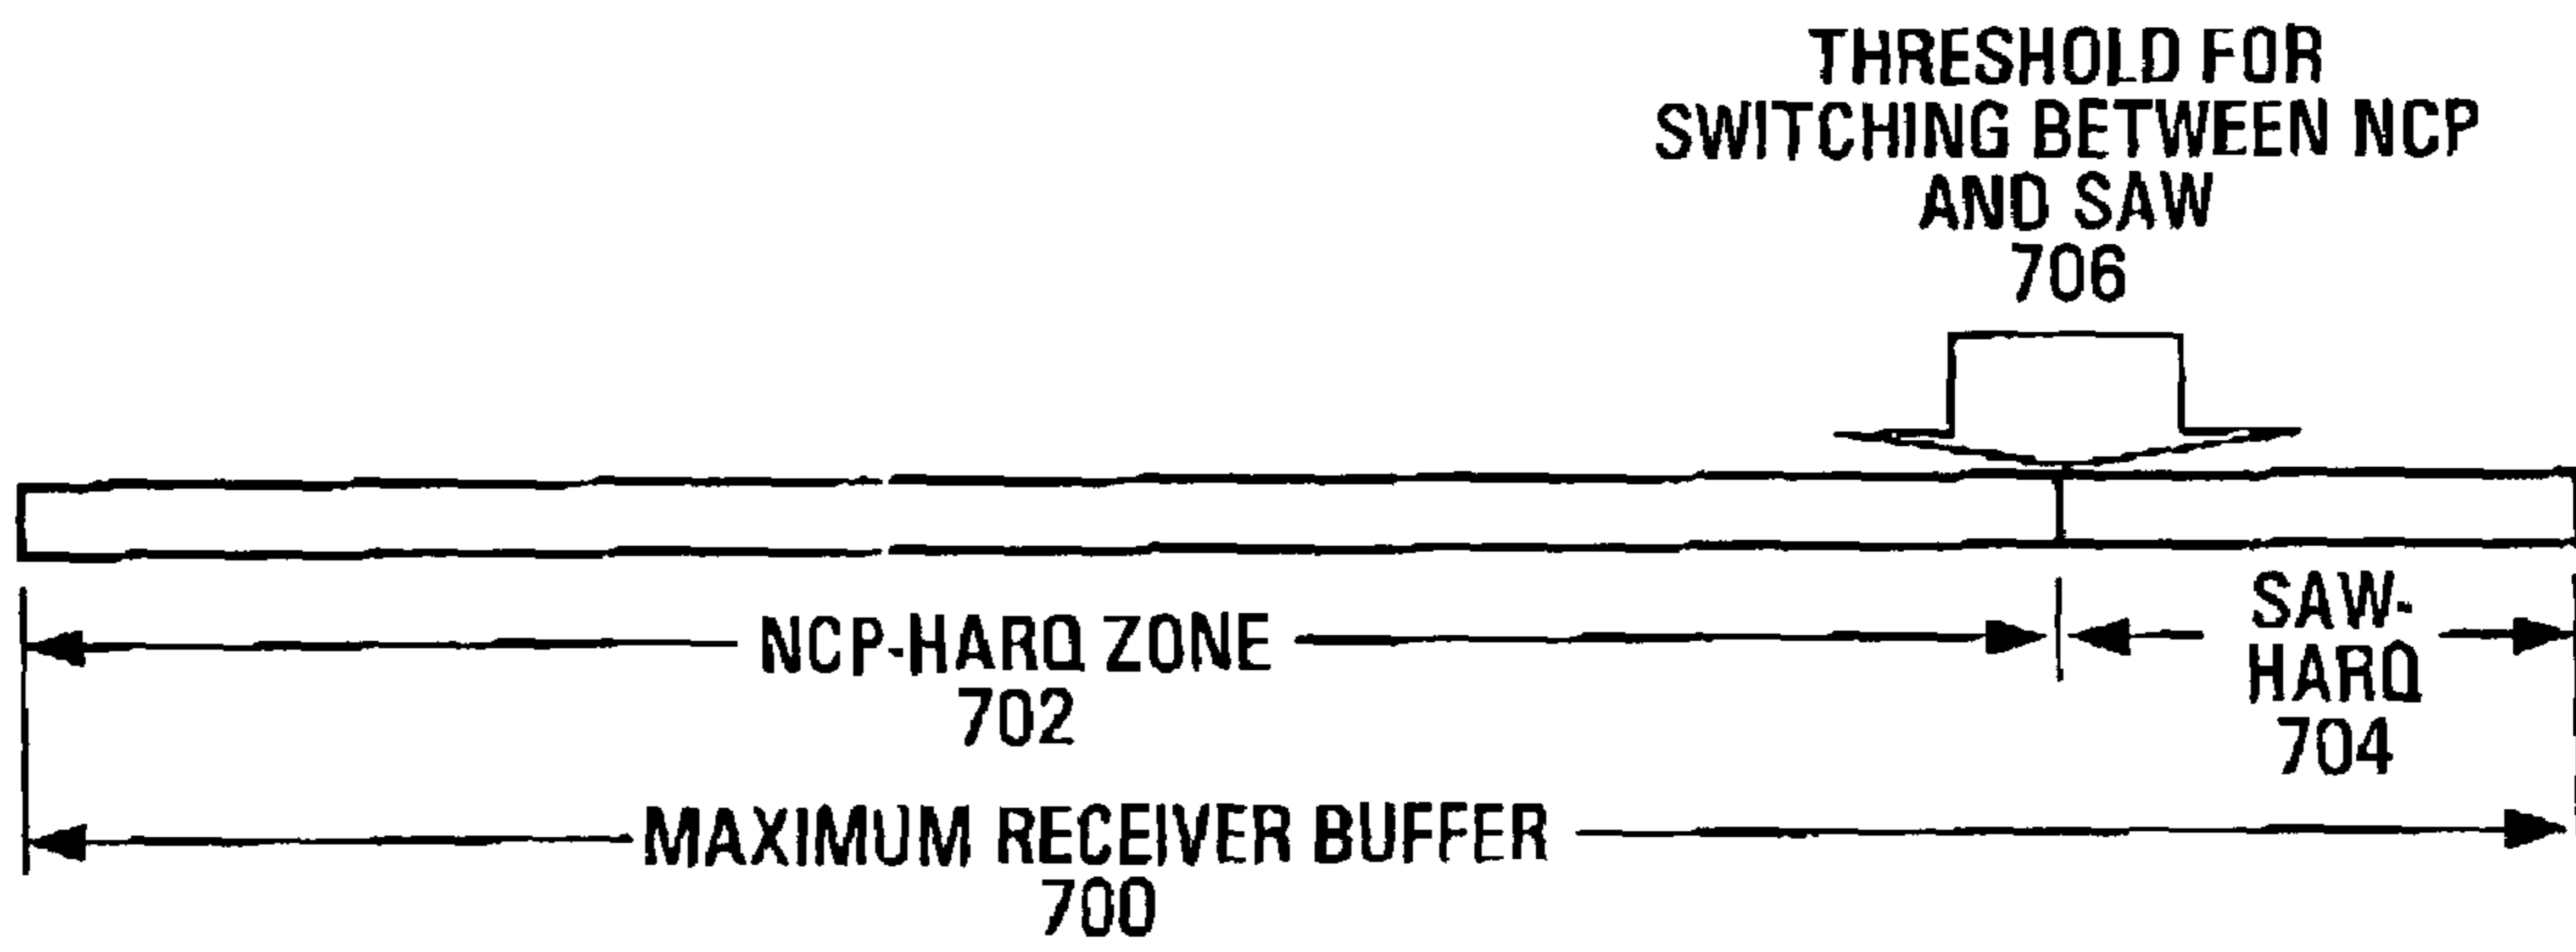 THRESHOLD FOR
SWITCHING BETWEEN NCP
AND SAW
706
NCP-HARQ ZONE
702
SAW-
HARQ
704
MAXIMUM RECEIVER BUFFER
700